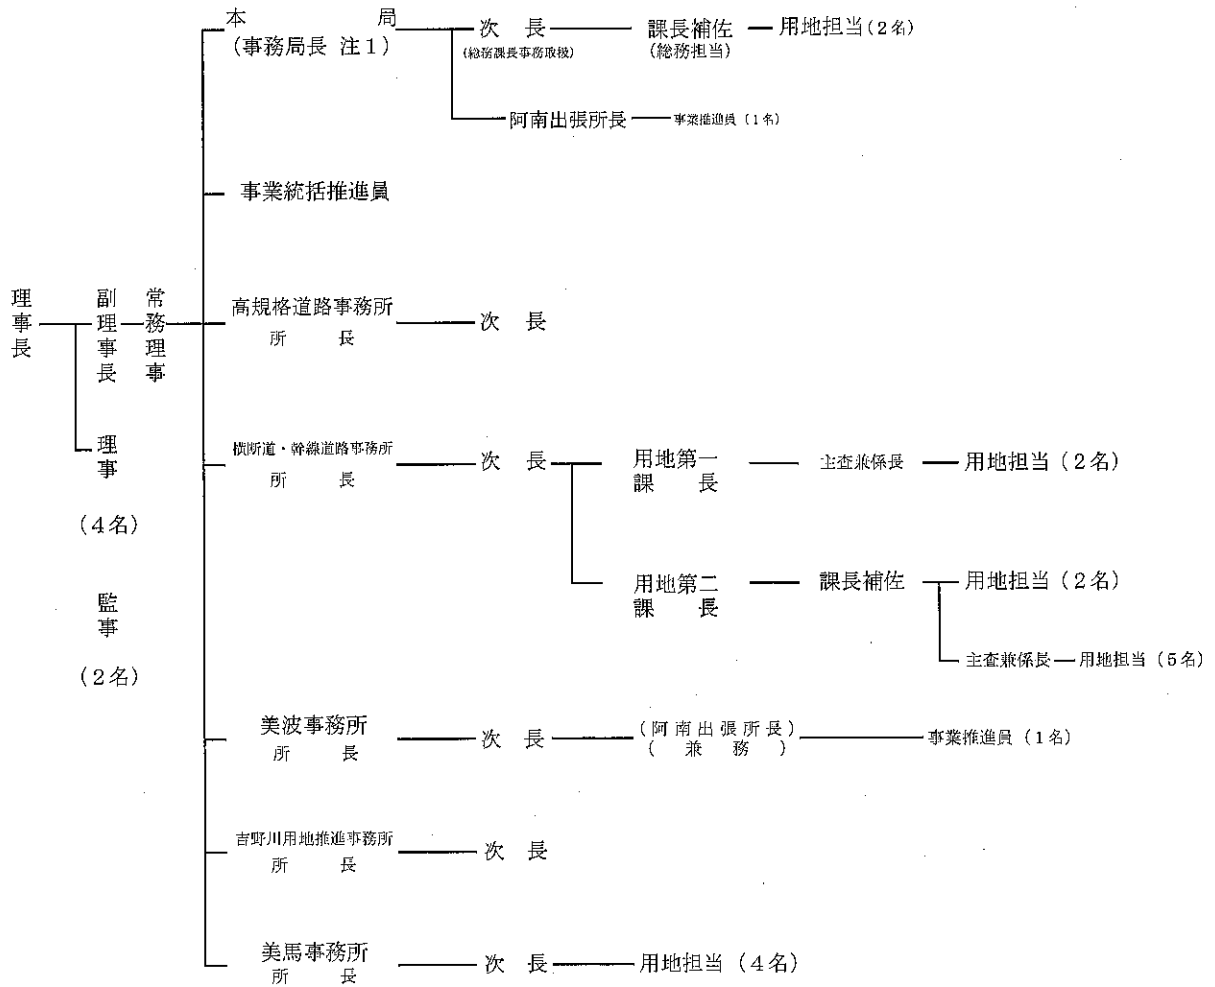 理事長
副理事長
常務理事
理事
(4名)
監事
(2名)
本　　　局
(事務局長 注1)
次　長
(総務課長事務取扱)
課長補佐
(総務担当)
用地担当(2名)
阿南出張所長
事業推進員(1名)
事業統括推進員
高規格道路事務所
所　　長
次　長
横断道・幹線道路事務所
所　　長
次　長
用地第一
課　　長
主査兼係長
用地担当(2名)
用地第二
課　　長
課長補佐
用地担当(2名)
主査兼係長
用地担当(5名)
美波事務所
所　　長
次　長
(阿南出張所長)
(　兼　務　)
事業推進員(1名)
吉野川用地推進事務所
所　　長
次　長
美馬事務所
所　　長
次　長
用地担当(4名)